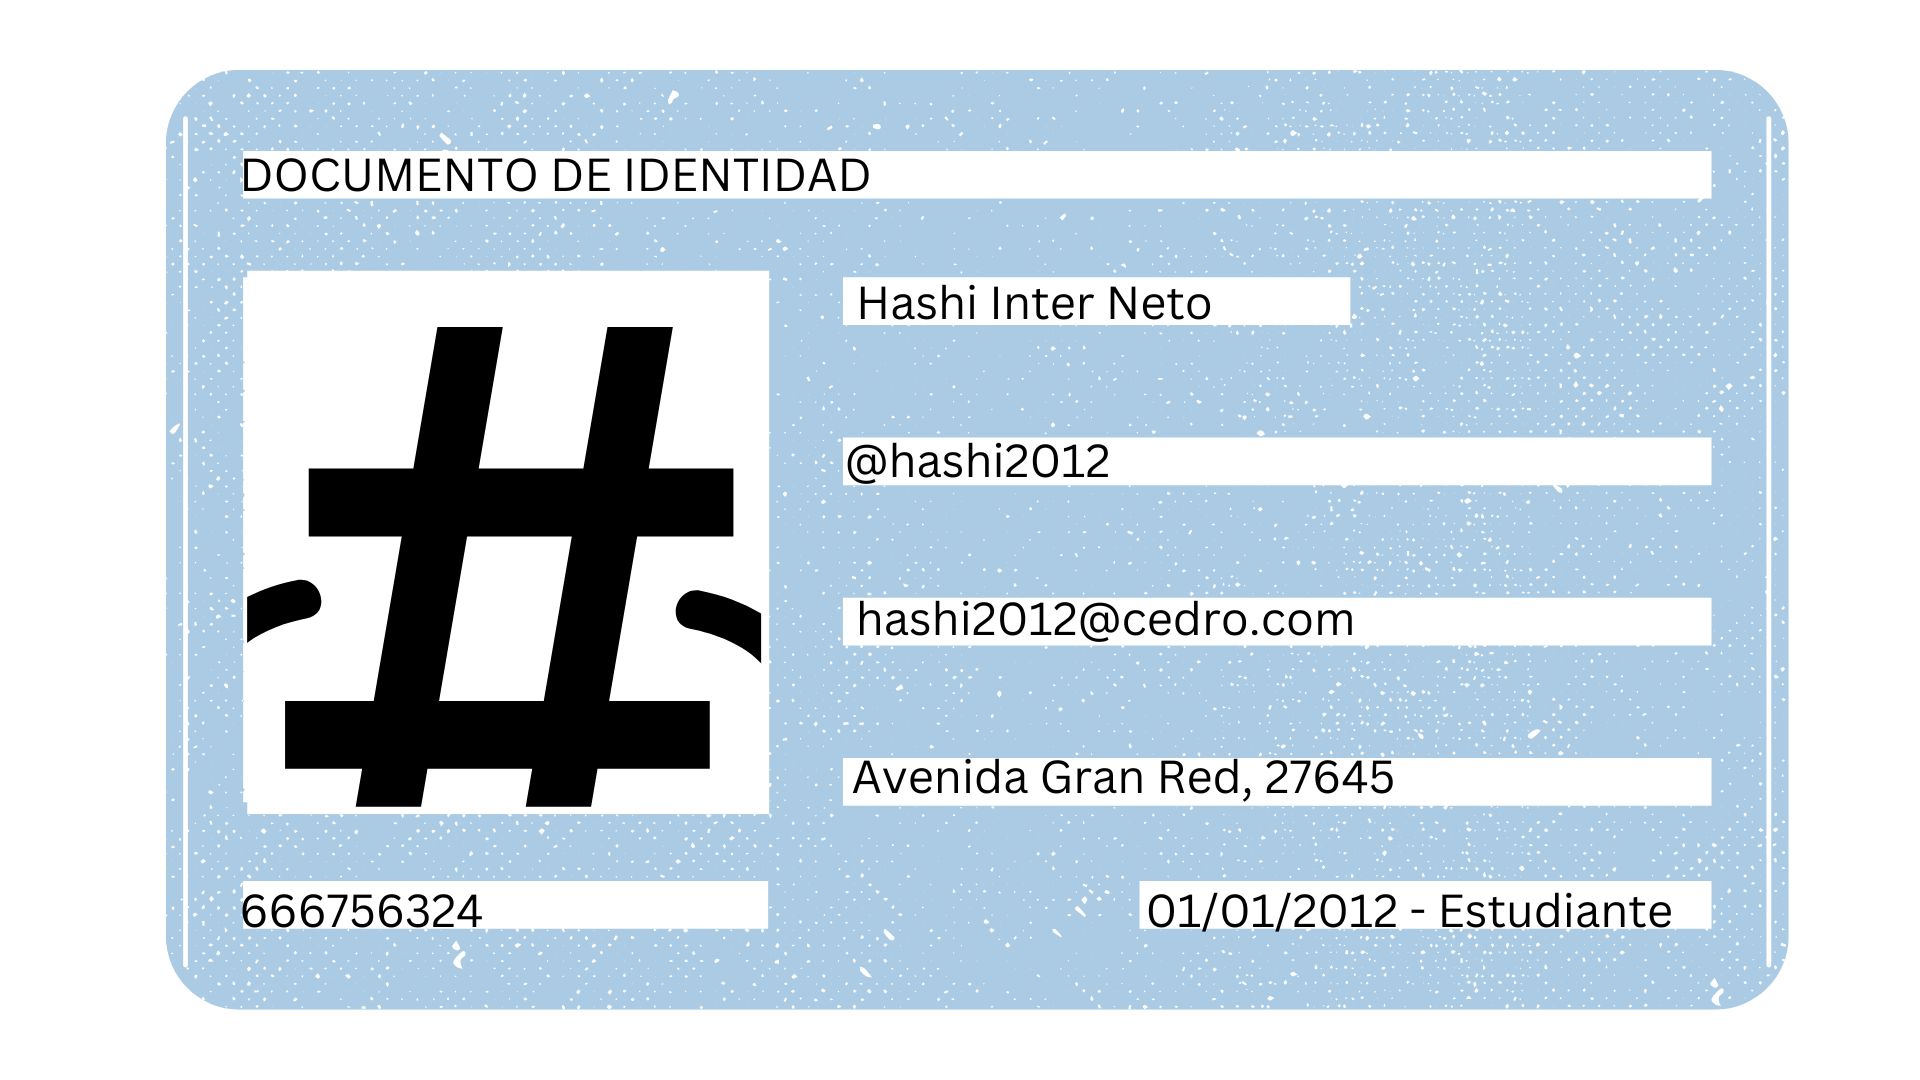 DOCUMENTO DE IDENTIDAD
Hashi Inter Neto
@hashi2012
hashi2012@cedro.com
Avenida Gran Red, 27645
666756324
01/01/2012 - Estudiante